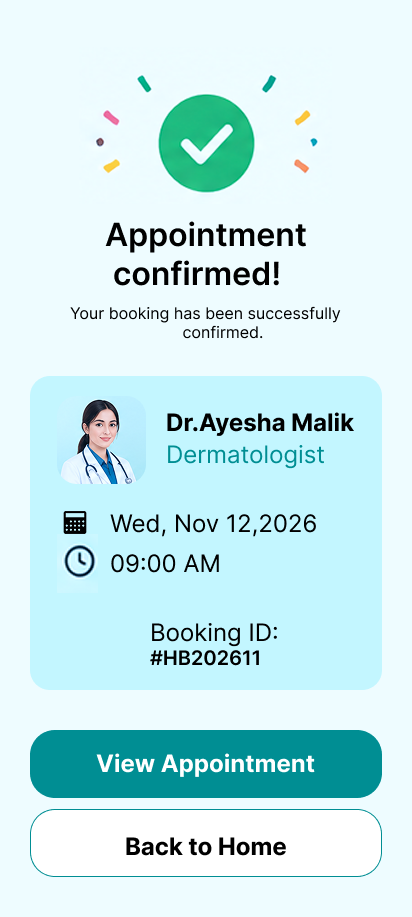 Appointment
confirmed!
Your booking has been successfully
confirmed.
Dr.Ayesha Malik
Dermatologist
Wed, Nov 12,2026
09:00 AM
Booking ID:
#HB202611
View Appointment
Back to Home